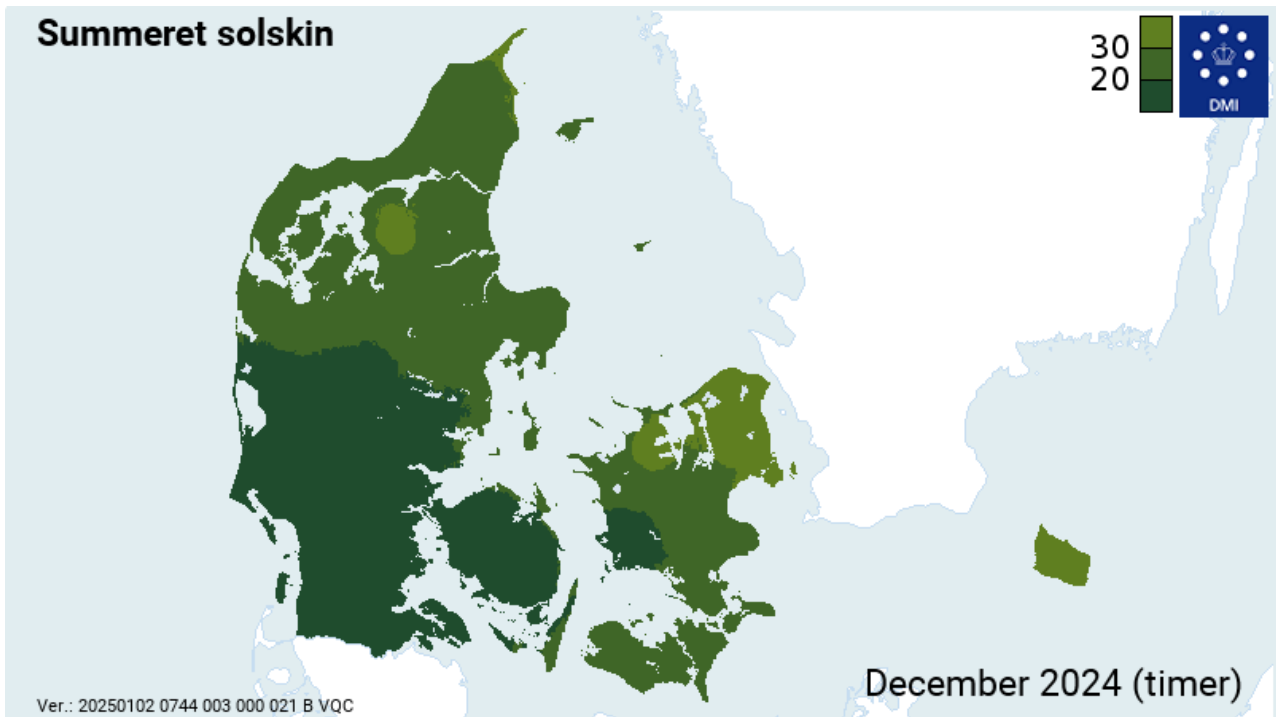 Summeret solskin
30
20
DMI
December 2024 (timer)
Ver.: 20250102 0744 003 000 021 B VQC